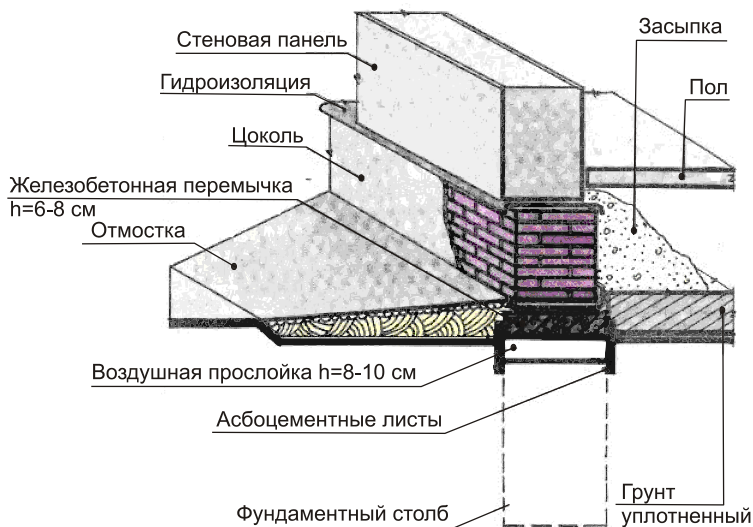 Стеновая панель
Засыпка
Гидроизоляция
Пол
Цоколь
Железобетонная перемычка
h=6-8 см
Отмостка
Воздушная прослойка h=8-10 см
Асбоцементные листы
Фундаментный столб
Грунт
уплотненный